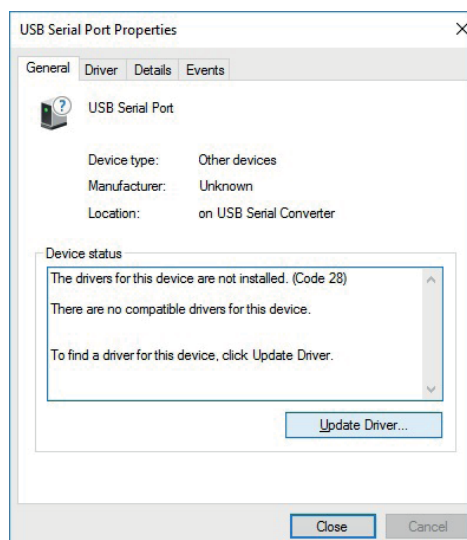 USB Serial Port Properties
General Driver Details Events
USB Serial Port
Device type: Other devices
Manufacturer: Unknown
Location: on USB Serial Converter
Device status
The drivers for this device are not installed. (Code 28)
There are no compatible drivers for this device.
To find a driver for this device, click Update Driver.
Update Driver...
Close Cancel